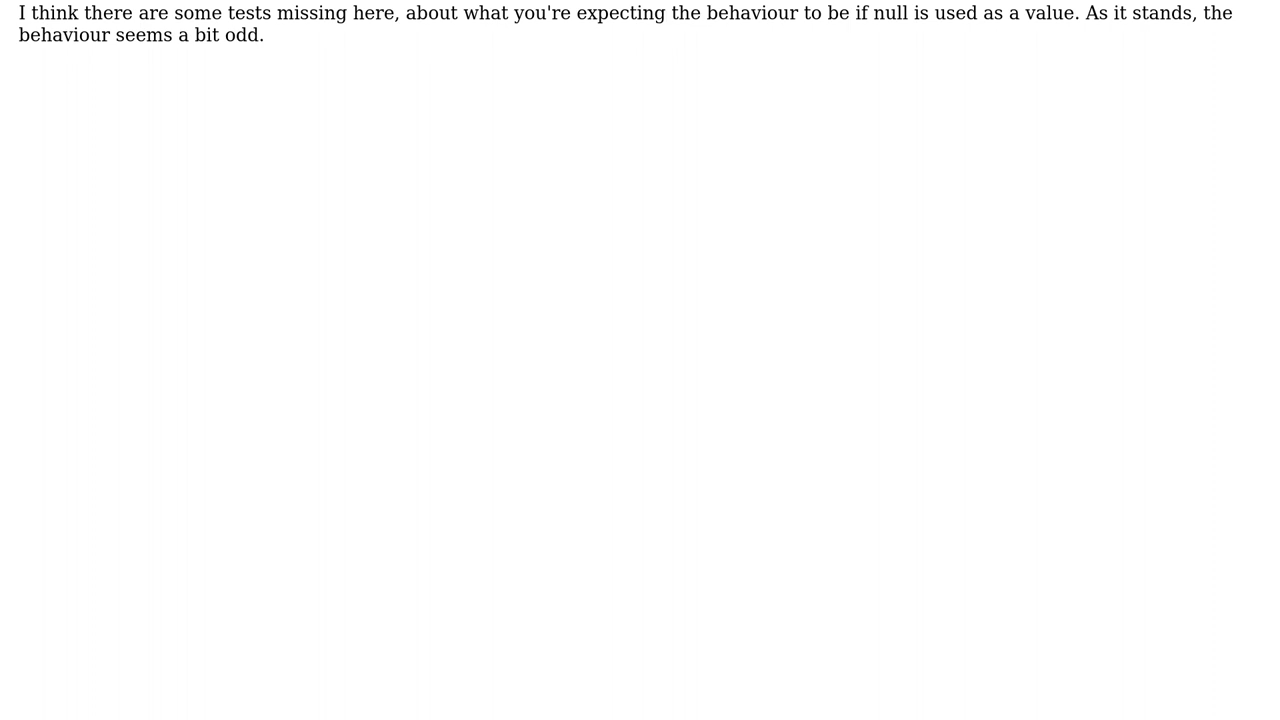 I think there are some tests missing here, about what you're expecting the behaviour to be if null is used as a value. As it stands, the
behaviour seems a bit odd.